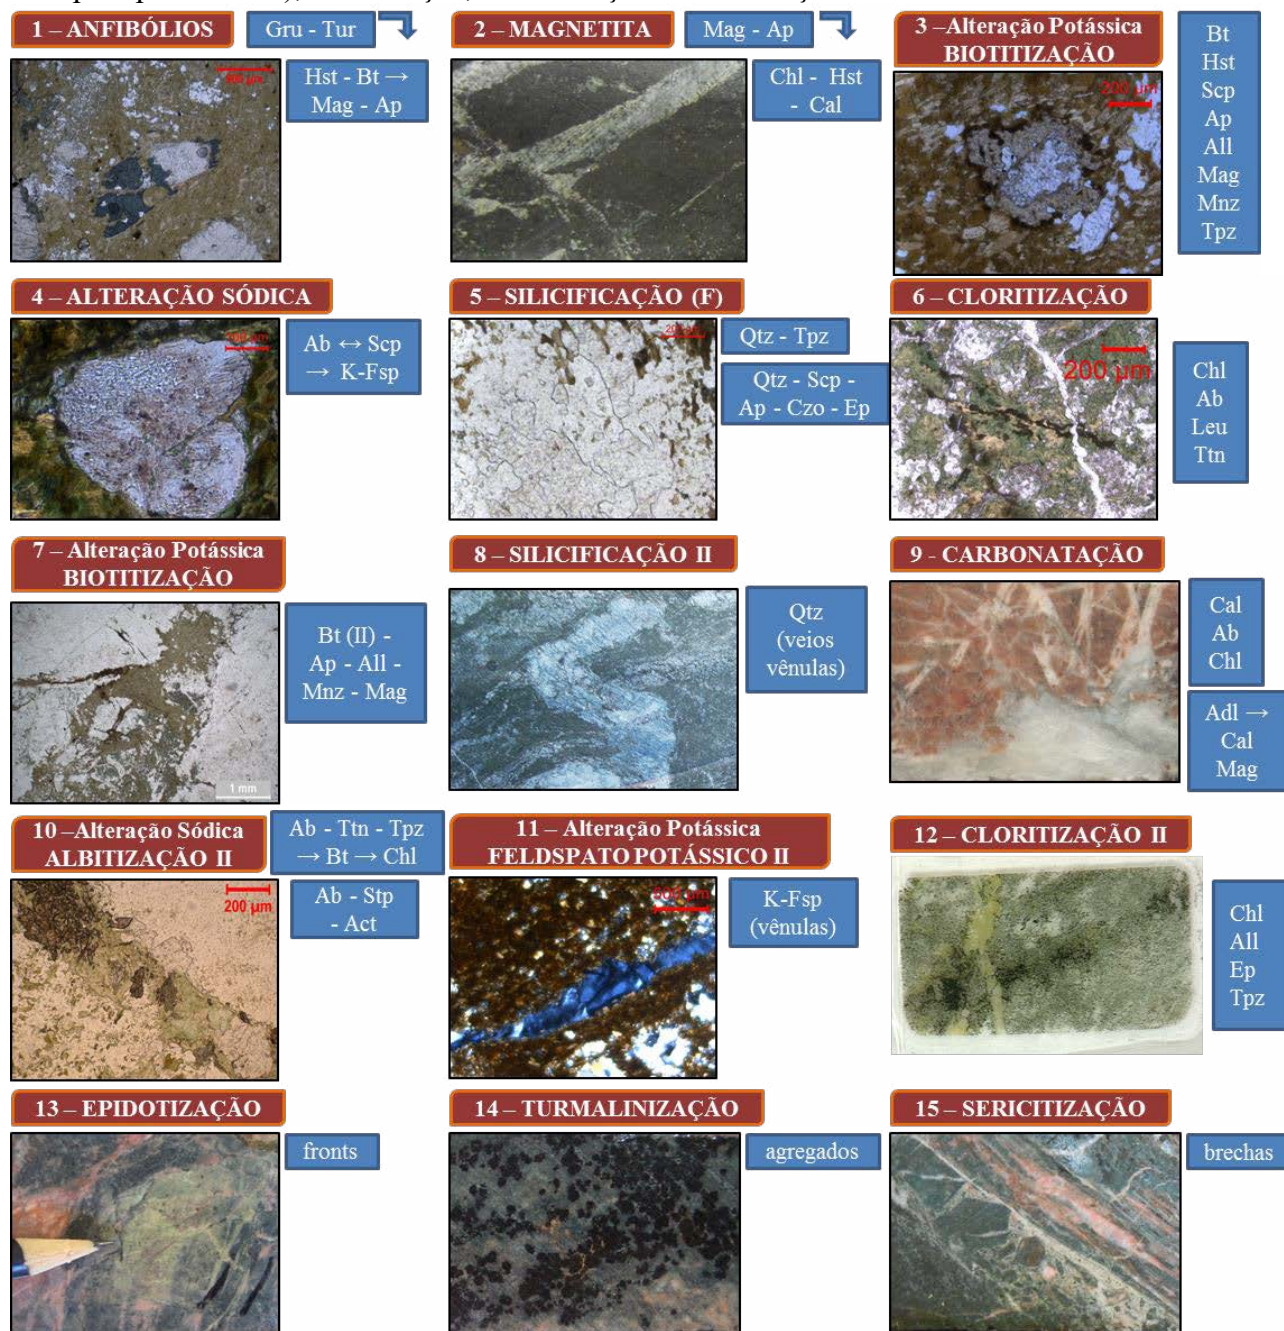 1 – ANFIBÓLIOS
Gru - Tur
Hst - Bt →
Mag - Ap
500 µm
2 – MAGNETITA
Mag - Ap
Chl - Hst
- Cal
3 –Alteração Potássica
BIOTITIZAÇÃO
200 µm
Bt
Hst
Scp
Ap
All
Mag
Mnz
Tpz
4 – ALTERAÇÃO SÓDICA
Ab ↔ Scp
→ K-Fsp
5 – SILICIFICAÇÃO (F)
Qtz - Tpz
Qtz - Scp -
Ap - Czo - Ep
6 – CLORITIZAÇÃO
200 µm
Chl
Ab
Leu
Ttn
7 – Alteração Potássica
BIOTITIZAÇÃO
1 mm
Bt (II) -
Ap - All -
Mnz - Mag
8 – SILICIFICAÇÃO II
Qtz
(veios
vênulas)
9 - CARBONATAÇÃO
Cal
Ab
Chl
Adl →
Cal
Mag
10 –Alteração Sódica
ALBITIZAÇÃO II
Ab - Ttn - Tpz
→ Bt → Chl
200 µm
Ab - Stp
- Act
11 – Alteração Potássica
FELDSPATO POTÁSSICO II
500 µm
K-Fsp
(vênulas)
12 – CLORITIZAÇÃO II
Chl
All
Ep
Tpz
13 – EPIDOTIZAÇÃO
fronts
14 – TURMALINIZAÇÃO
agregados
15 – SERICITIZAÇÃO
brechas